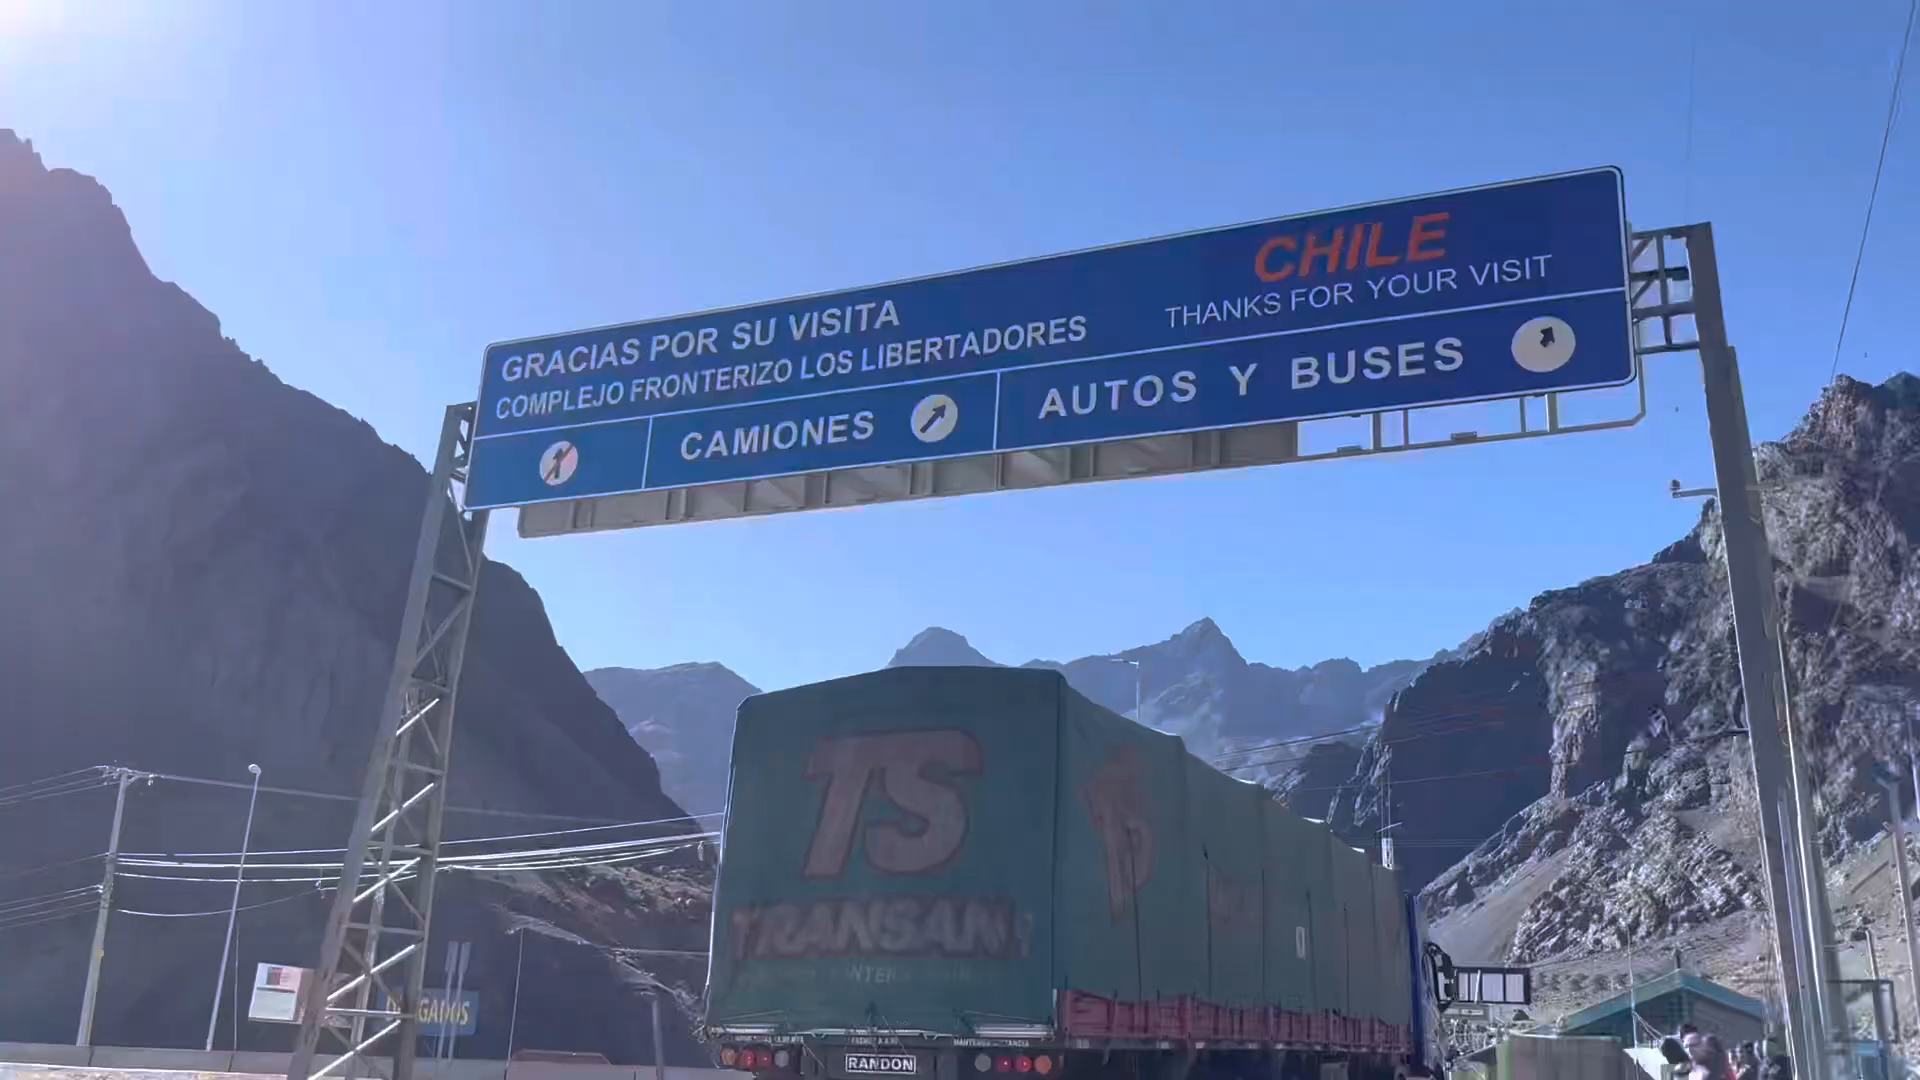 CHILE
GRACIAS POR SU VISITA
THANKS FOR YOUR VISIT
COMPLEJO FRONTERIZO LOS LIBERTADORES
CAMIONES
AUTOS Y BUSES
TS
RANDON